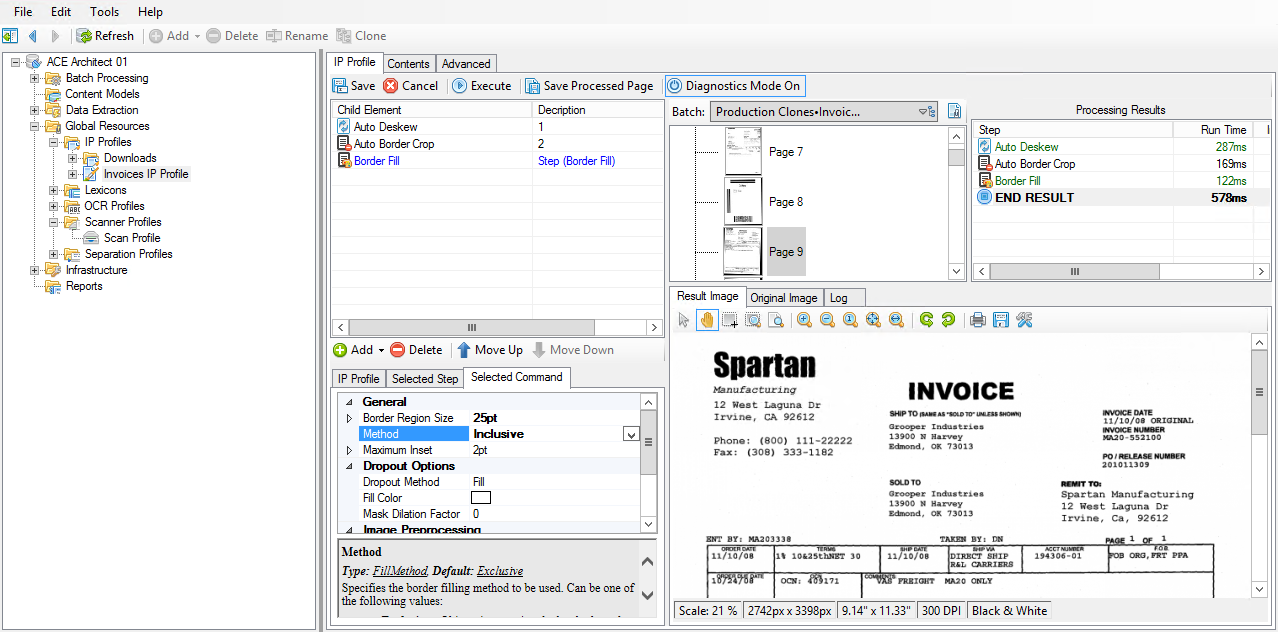 File Edit Tools Help
Refresh Add Delete Rename Clone
ACE Architect 01
Batch Processing
Content Models
Data Extraction
Global Resources
IP Profiles
Downloads
Invoices IP Profile
Lexicons
OCR Profiles
Scanner Profiles
Scan Profile
Separation Profiles
Infrastructure
Reports
IP Profile Contents Advanced
Save Cancel Execute Save Processed Page Diagnostics Mode On
Child Element Decription
Auto Deskew 1
Auto Border Crop 2
Border Fill Step (Border Fill)
Add Delete Move Up Move Down
IP Profile Selected Step Selected Command
General
Border Region Size 25pt
Method Inclusive
Maximum Inset 2pt
Dropout Options
Dropout Method Fill
Fill Color
Mask Dilation Factor 0
Image Preprocessing
Method
Type: FillMethod, Default: Exclusive
Specifies the border filling method to be used. Can be one of
the following values:
Batch: Production Clones•Invoic...
Page 7
Page 8
Page 9
Processing Results
Step Run Time
Auto Deskew 287ms
Auto Border Crop 169ms
Border Fill 122ms
END RESULT 578ms
Result Image Original Image Log
Spartan
Manufacturing
12 West Laguna Dr
Irvine, CA 92612
Phone: (800) 111-22222
Fax: (308) 333-1182
INVOICE
SHIP TO (SAME AS "SOLD TO" UNLESS SHOWN)
Grooper Industries
13900 N Harvey
Edmond, OK 73013
INVOICE DATE
11/10/08 ORIGINAL
INVOICE NUMBER
MA20-552100
PO / RELEASE NUMBER
201011309
SOLD TO
Grooper Industries
13900 N Harvey
Edmond, OK 73013
REMIT TO:
Spartan Manufacturing
12 West Laguna Dr
Irvine, Ca, 92612
ENT BY: MA203338 TAKEN BY: DN PAGE 1 OF 1
ORDER DATE TERMS SHIP DATE SHIP VIA ACCT NUMBER F.O.B.
11/10/08 1% 10&25thNET 30 11/10/08 DIRECT SHIP 194306-01 FOB ORG,FRT PPA
R&L CARRIERS
ORDER DUE DATE OCN COMMENTS
10/24/08 OCN: 409171 VAS FREIGHT MA20 ONLY
Scale: 21 % 2742px x 3398px 9.14" x 11.33" 300 DPI Black & White